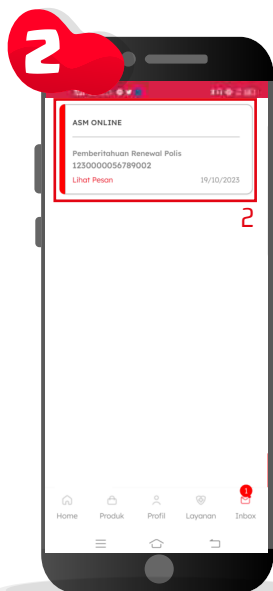 2
ASM ONLINE
Pemberitahuan Renewal Polis
1230000056789002
Lihat Pesan 19/10/2023
2
1
Home Produk Profil Layanan Inbox